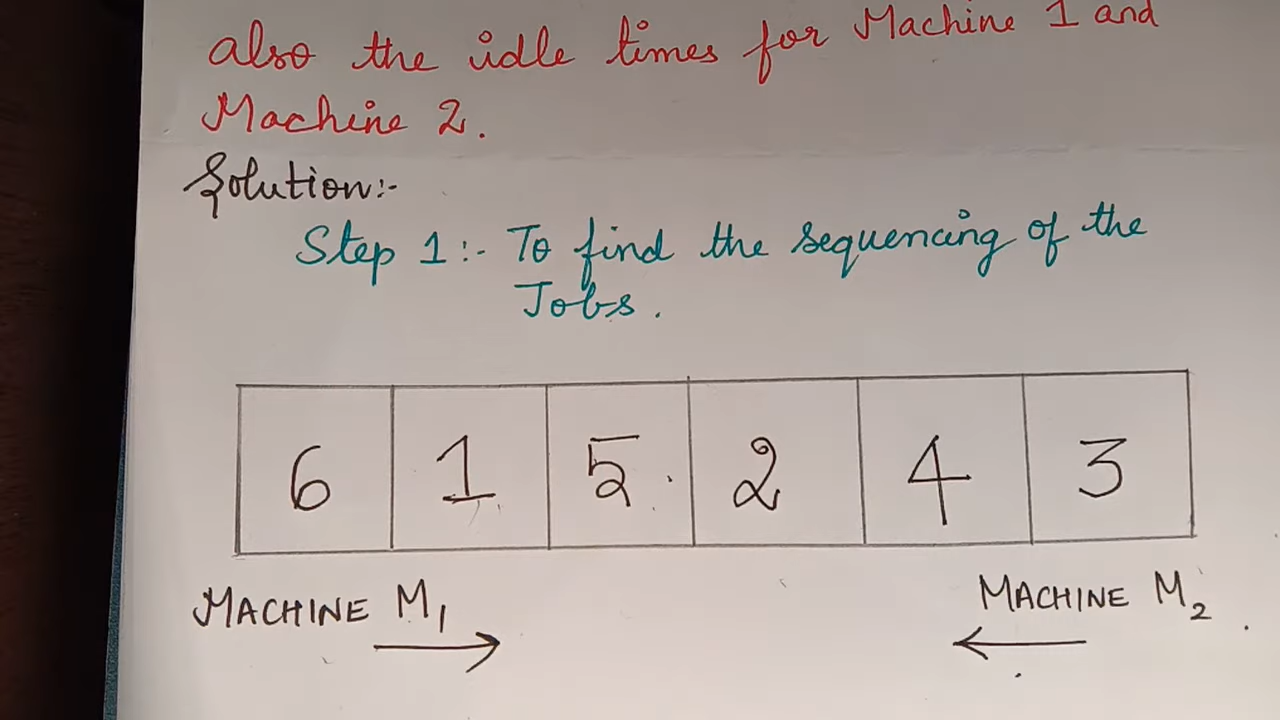 also the idle times for Machine 1 and
Machine 2.
Solution:-
Step 1:- To find the sequencing of the
Jobs.
6 1 5 2 4 3
MACHINE M1 MACHINE M2